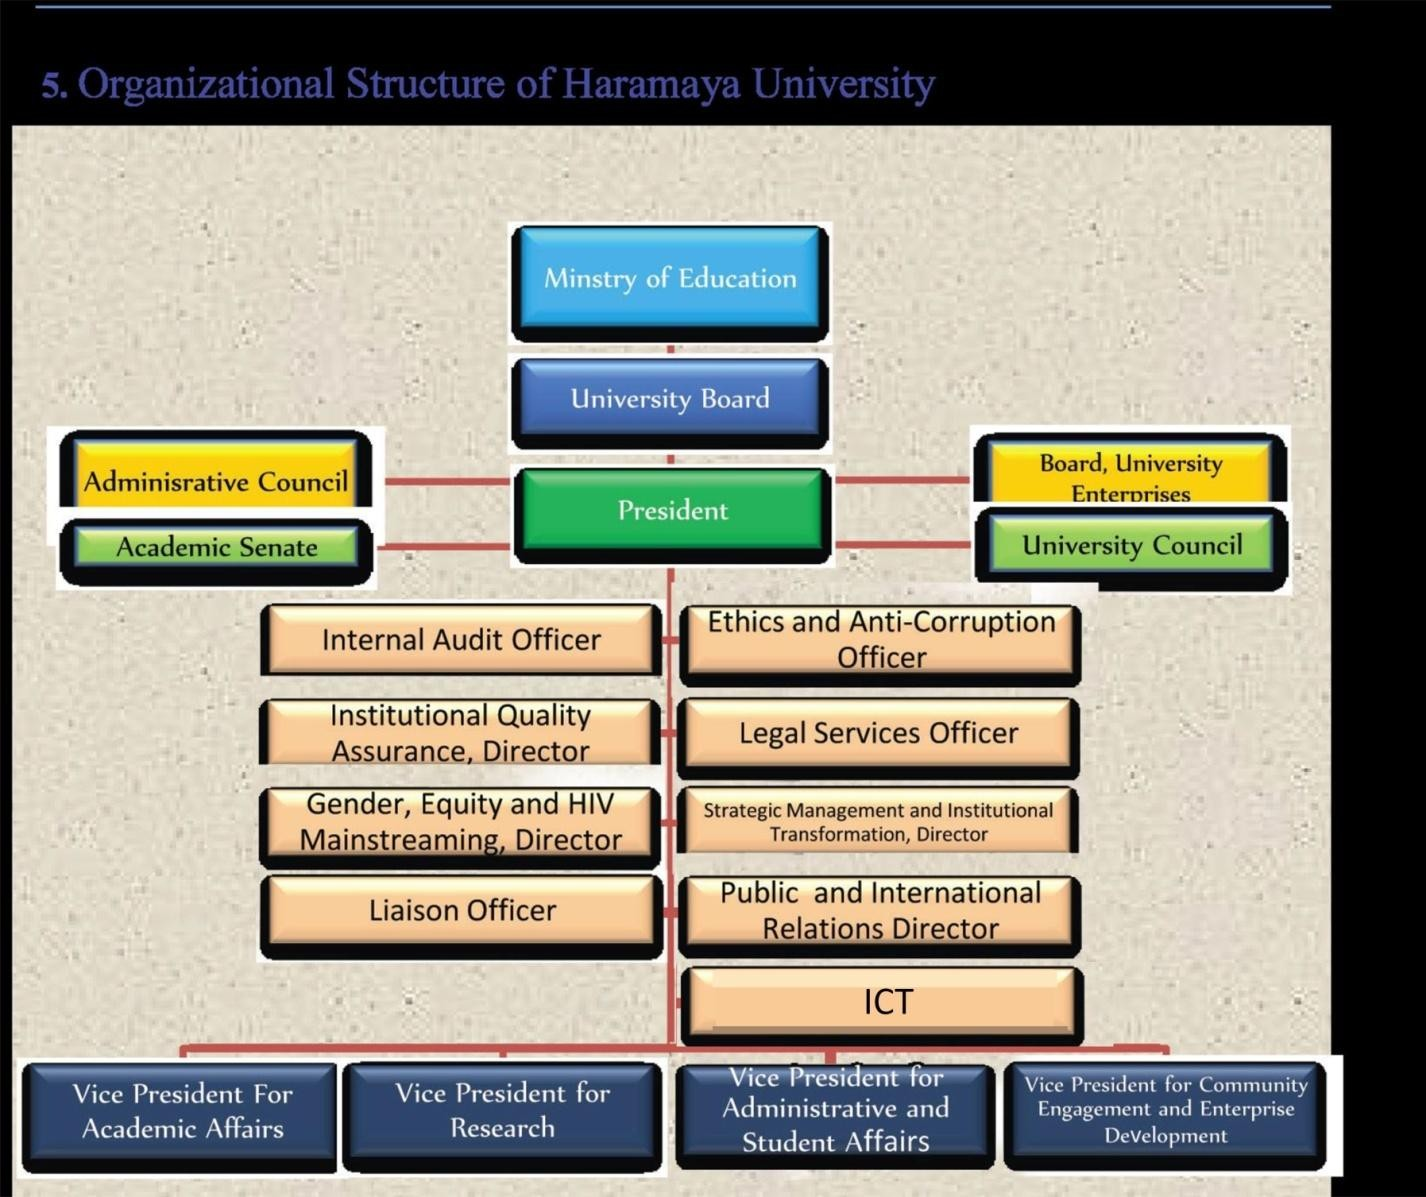 5. Organizational Structure of Haramaya University
Minstry of Education
University Board
Adminisrative Council
President
Board, University
Enterprises
Academic Senate
University Council
Internal Audit Officer
Ethics and Anti-Corruption
Officer
Institutional Quality
Assurance, Director
Legal Services Officer
Gender, Equity and HIV
Mainstreaming, Director
Strategic Management and Institutional
Transformation, Director
Liaison Officer
Public and International
Relations Director
ICT
Vice President For
Academic Affairs
Vice President for
Research
Vice President for
Administrative and
Student Affairs
Vice President for Community
Engagement and Enterprise
Development